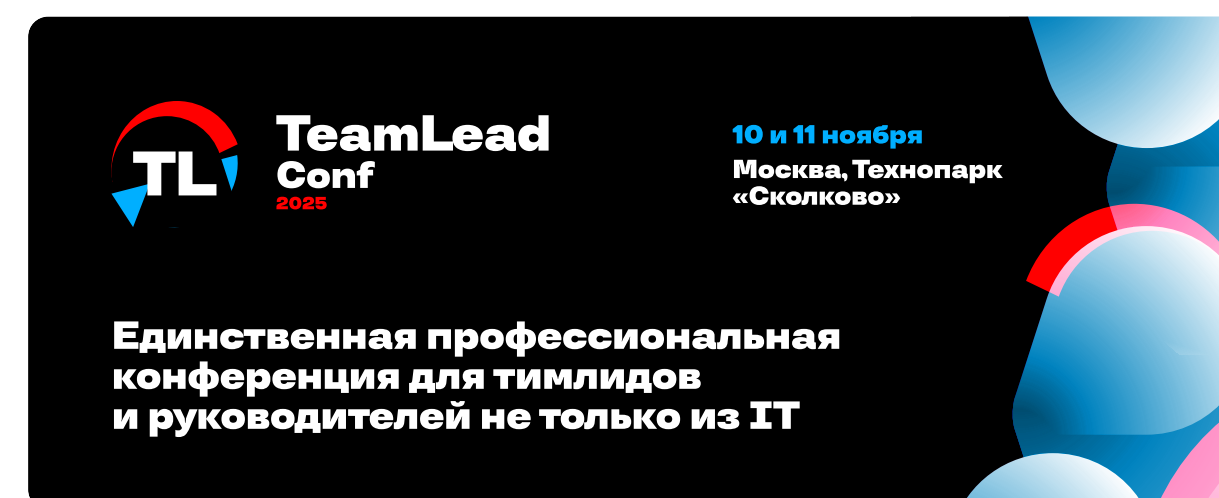 TL
TeamLead
Conf
2025
10 и 11 ноября
Москва, Технопарк
«Сколково»
Единственная профессиональная
конференция для тимлидов
и руководителей не только из IT